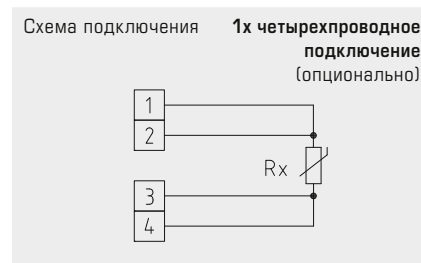 Схема подключения
1x четырехпроводное
подключение
(опционально)
1
2
Rx
3
4